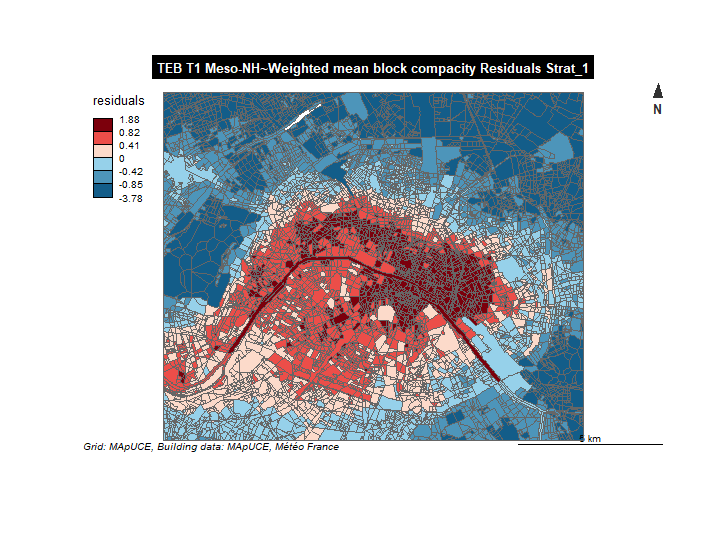 TEB T1 Meso-NH~Weighted mean block compacity Residuals Strat_1
N
residuals
1.88
0.82
0.41
0
-0.42
-0.85
-3.78
5 km
Grid: MApUCE, Building data: MApUCE, Météo France